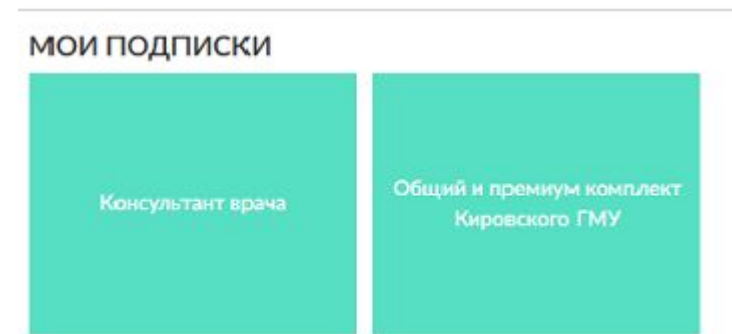 МОИ ПОДПИСКИ
Консультант врача
Общий и премиум комплект
Кировского ГМУ